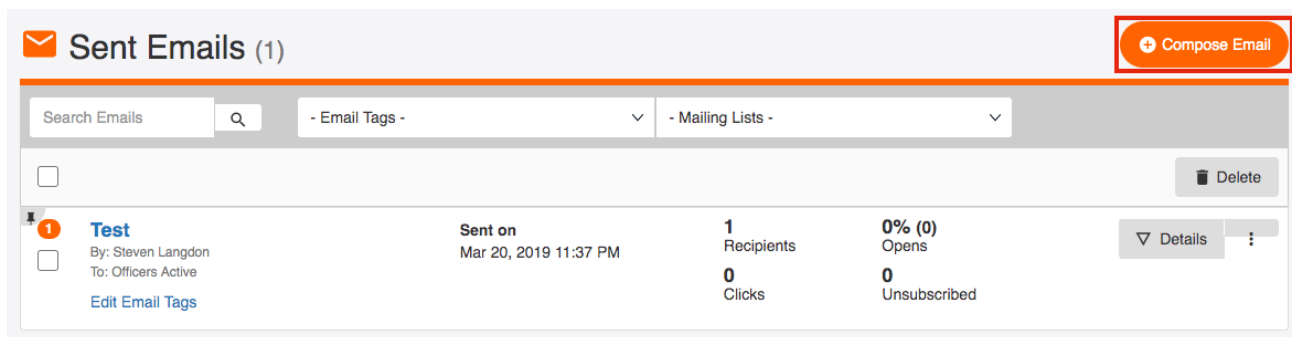 Sent Emails (1)
Compose Email
Search Emails
- Email Tags -
- Mailing Lists -
Delete
1
Test
By: Steven Langdon
To: Officers Active
Edit Email Tags
Sent on
Mar 20, 2019 11:37 PM
1
Recipients
0
Clicks
0% (0)
Opens
0
Unsubscribed
Details